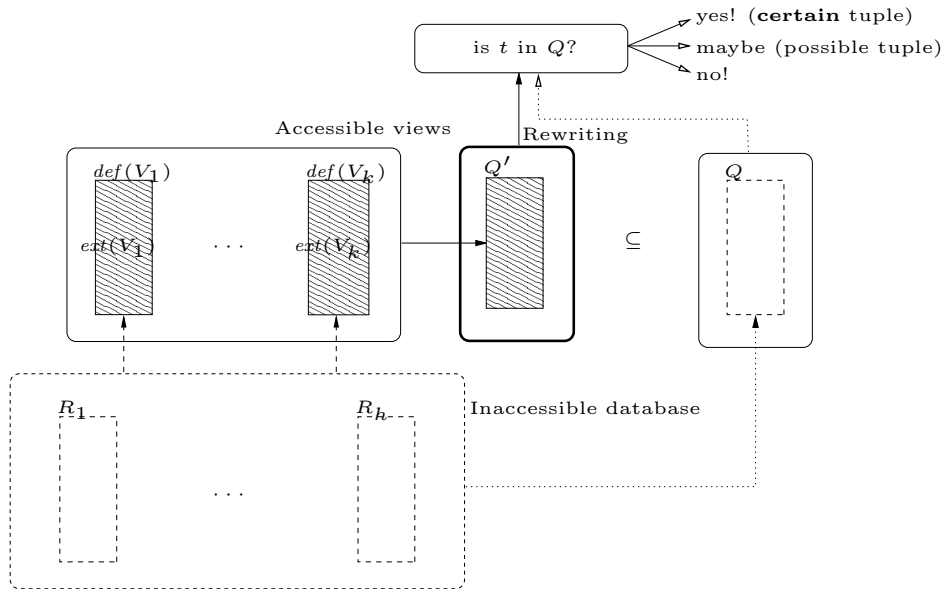 yes! (certain tuple)
is t in Q?
maybe (possible tuple)
no!
Accessible views
Rewriting
def(V1)
def(Vk)
Q′
Q
ext(V1)
· · ·
ext(Vk)
⊆
R1
Rh
Inaccessible database
· · ·